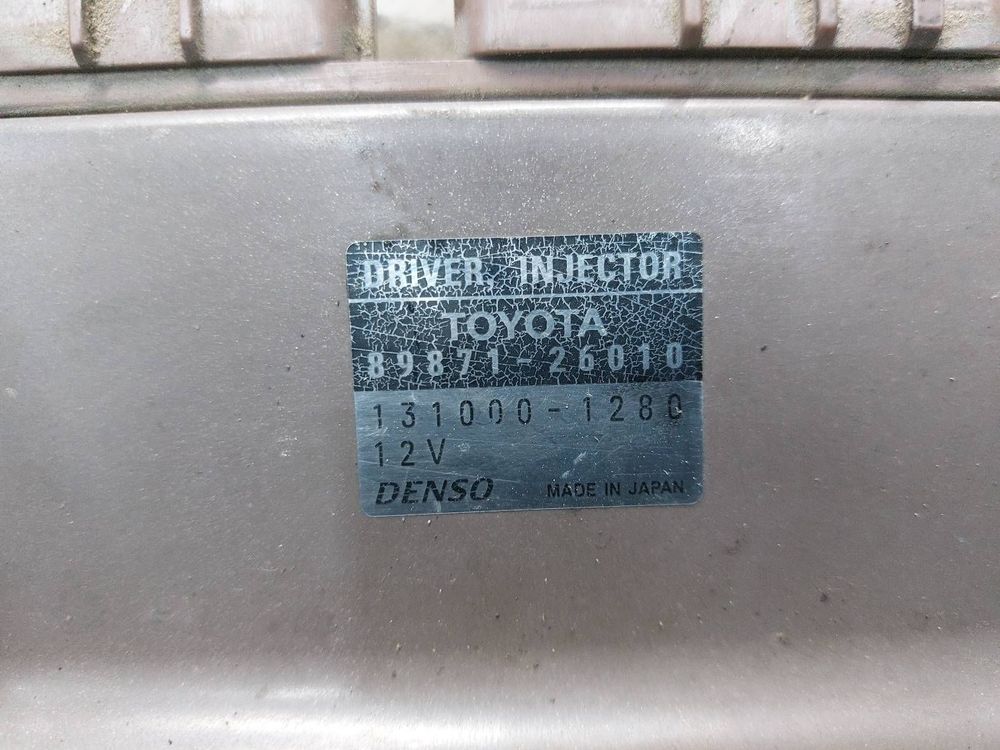 DRIVER, INJECTOR
TOYOTA
89871-26010
131000-1280
12V
DENSO MADE IN JAPAN